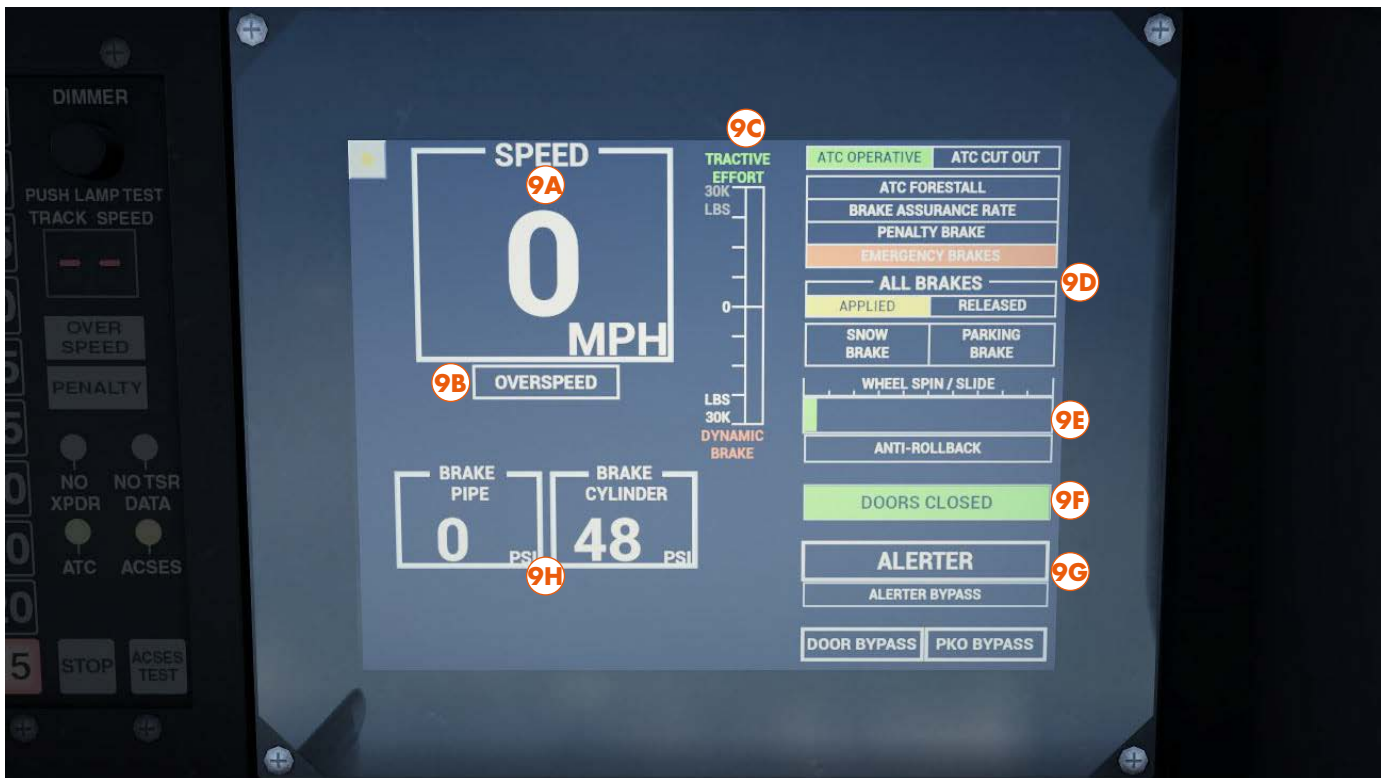 DIMMER
PUSH LAMP TEST
TRACK SPEED
- -
OVER
SPEED
PENALTY
NO
XPDR
NO TSR
DATA
ATC
ACSES
5
STOP
ACSES
TEST
SPEED
9A
0
MPH
9B
OVERSPEED
BRAKE
PIPE
0
PSI
BRAKE
CYLINDER
48
PSI
9H
9C
TRACTIVE
EFFORT
30K
LBS
0
LBS
30K
DYNAMIC
BRAKE
ATC OPERATIVE
ATC CUT OUT
ATC FORESTALL
BRAKE ASSURANCE RATE
PENALTY BRAKE
EMERGENCY BRAKES
ALL BRAKES
9D
APPLIED
RELEASED
SNOW
BRAKE
PARKING
BRAKE
WHEEL SPIN / SLIDE
9E
ANTI-ROLLBACK
DOORS CLOSED
9F
ALERTER
9G
ALERTER BYPASS
DOOR BYPASS
PKO BYPASS